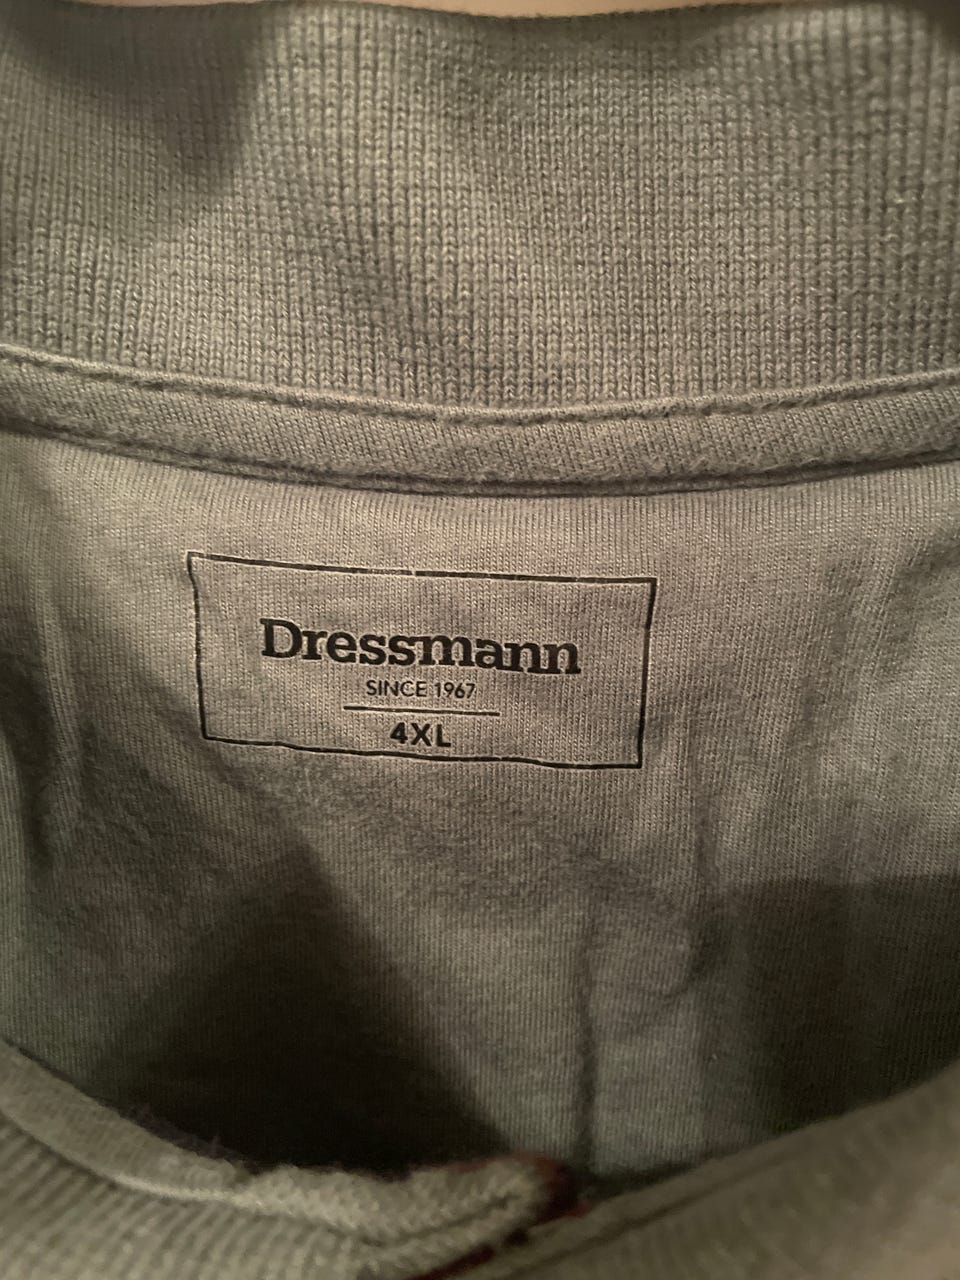 Dressmann
SINCE 1967
4XL